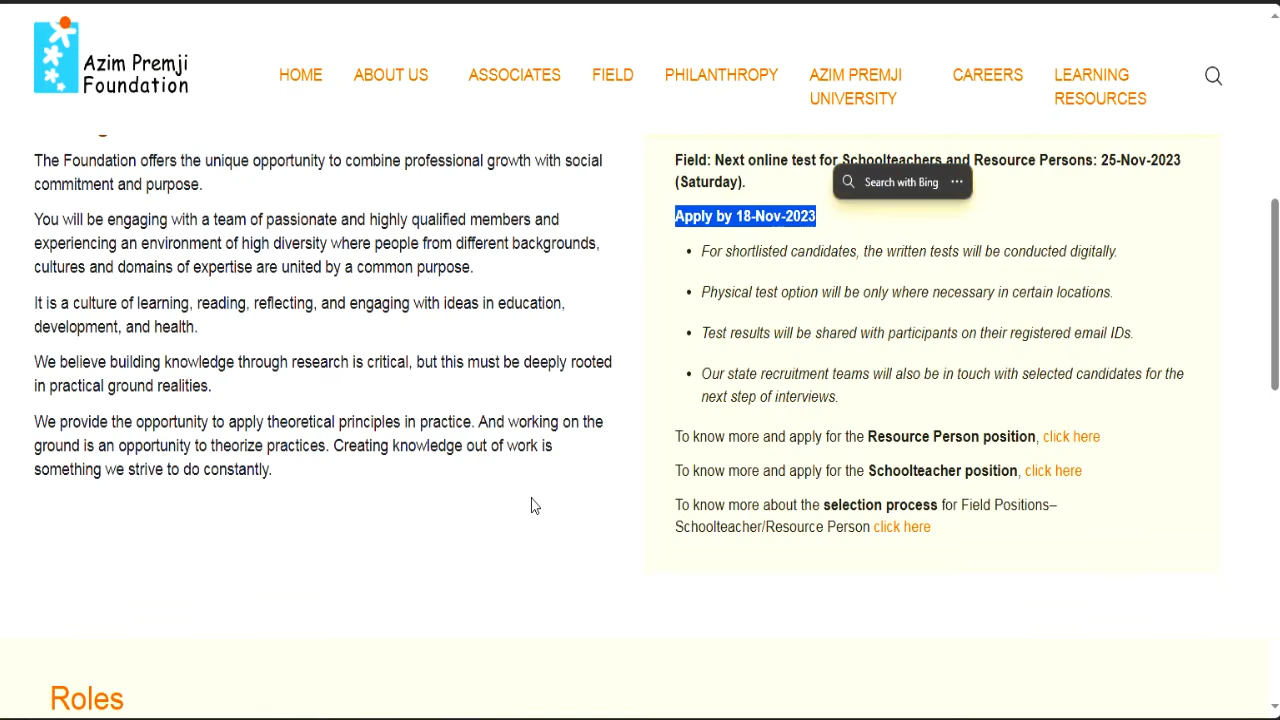 Azim Premji
Foundation
HOME
ABOUT US
ASSOCIATES
FIELD
PHILANTHROPY
AZIM PREMJI
UNIVERSITY
CAREERS
LEARNING
RESOURCES
The Foundation offers the unique opportunity to combine professional growth with social
commitment and purpose.
You will be engaging with a team of passionate and highly qualified members and
experiencing an environment of high diversity where people from different backgrounds,
cultures and domains of expertise are united by a common purpose.
It is a culture of learning, reading, reflecting, and engaging with ideas in education,
development, and health.
We believe building knowledge through research is critical, but this must be deeply rooted
in practical ground realities.
We provide the opportunity to apply theoretical principles in practice. And working on the
ground is an opportunity to theorize practices. Creating knowledge out of work is
something we strive to do constantly.
Field: Next online test for Schoolteachers and Resource Persons: 25-Nov-2023
(Saturday).
Search with Bing
Apply by 18-Nov-2023
• For shortlisted candidates, the written tests will be conducted digitally.
• Physical test option will be only where necessary in certain locations.
• Test results will be shared with participants on their registered email IDs.
• Our state recruitment teams will also be in touch with selected candidates for the
next step of interviews.
To know more and apply for the Resource Person position, click here
To know more and apply for the Schoolteacher position, click here
To know more about the selection process for Field Positions–
Schoolteacher/Resource Person click here
Roles